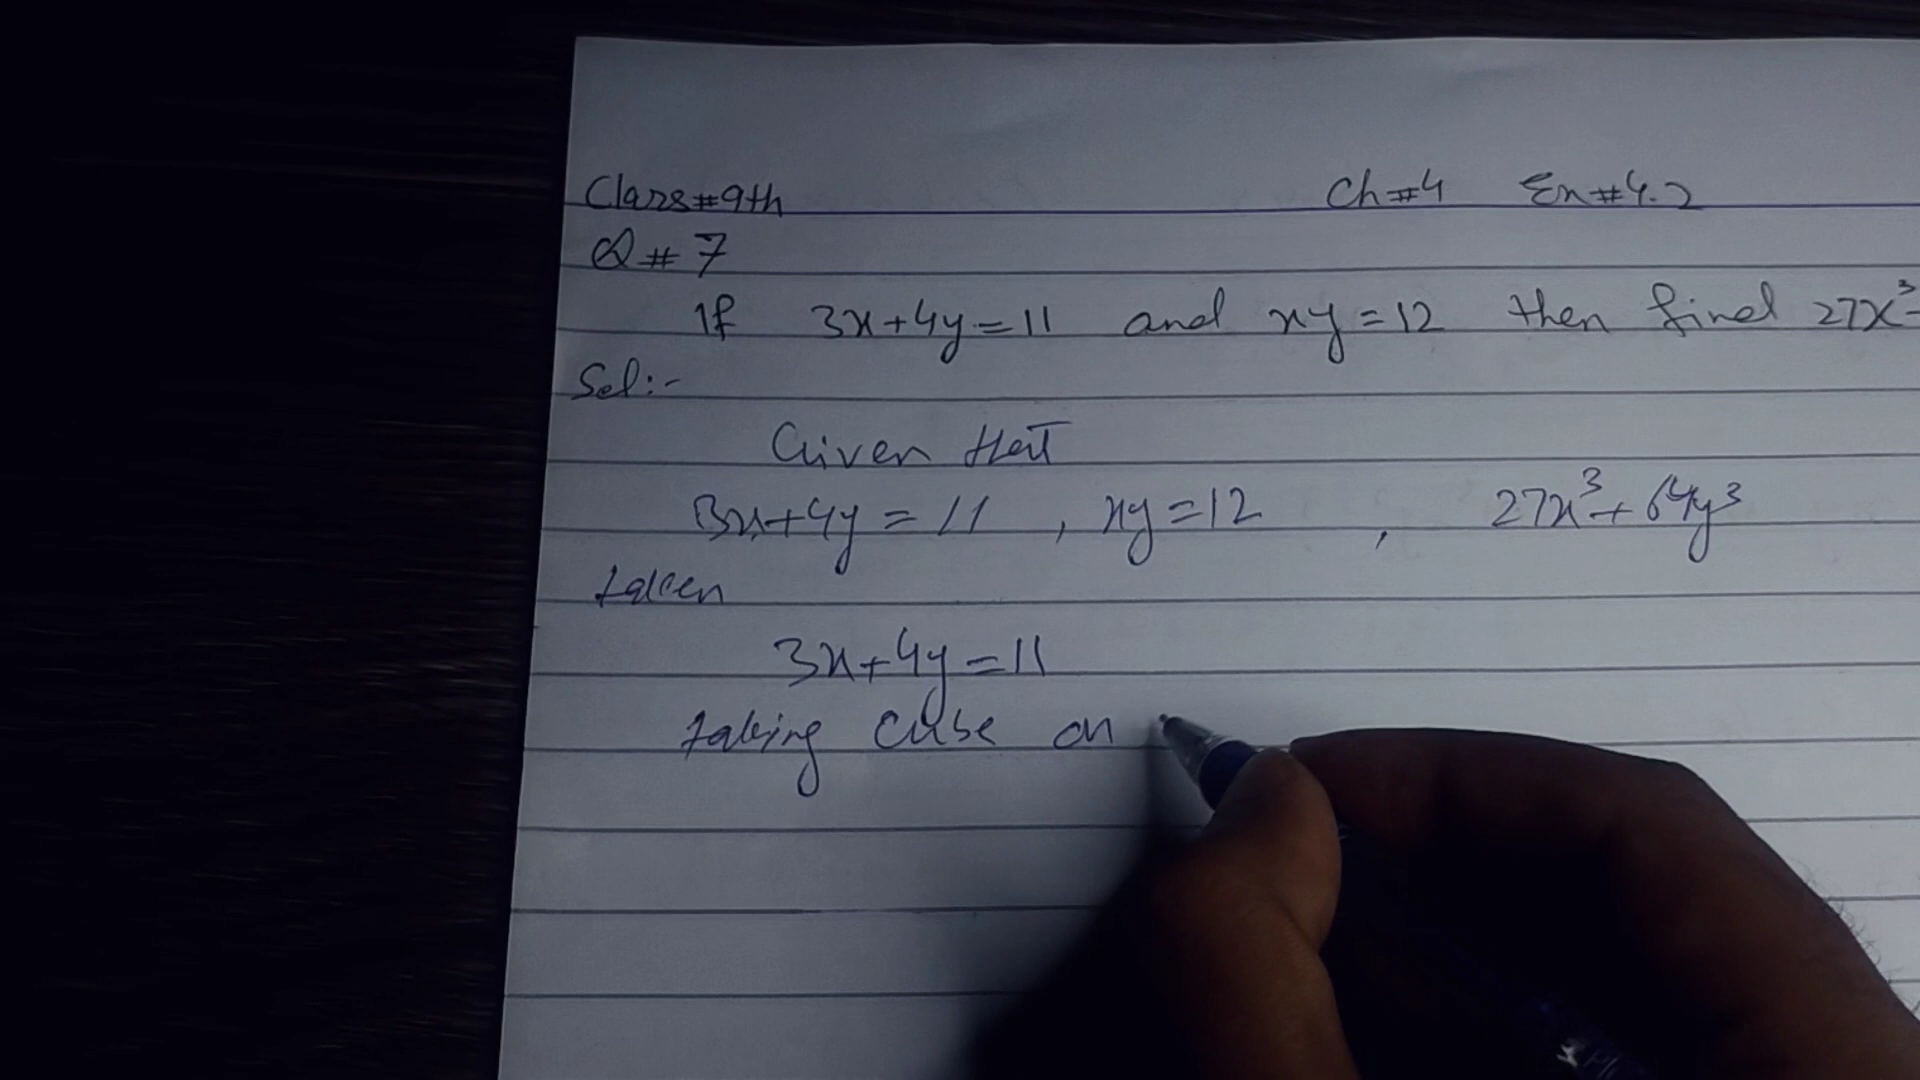 Class#9th Ch#4 Ex#4.2
Q#7
If 3x+4y=11 and xy=12 then find 27x³
Sol:-
Given that
3x+4y=11 , xy=12 , 27x³+64y³
taken
3x+4y=11
taking cube on